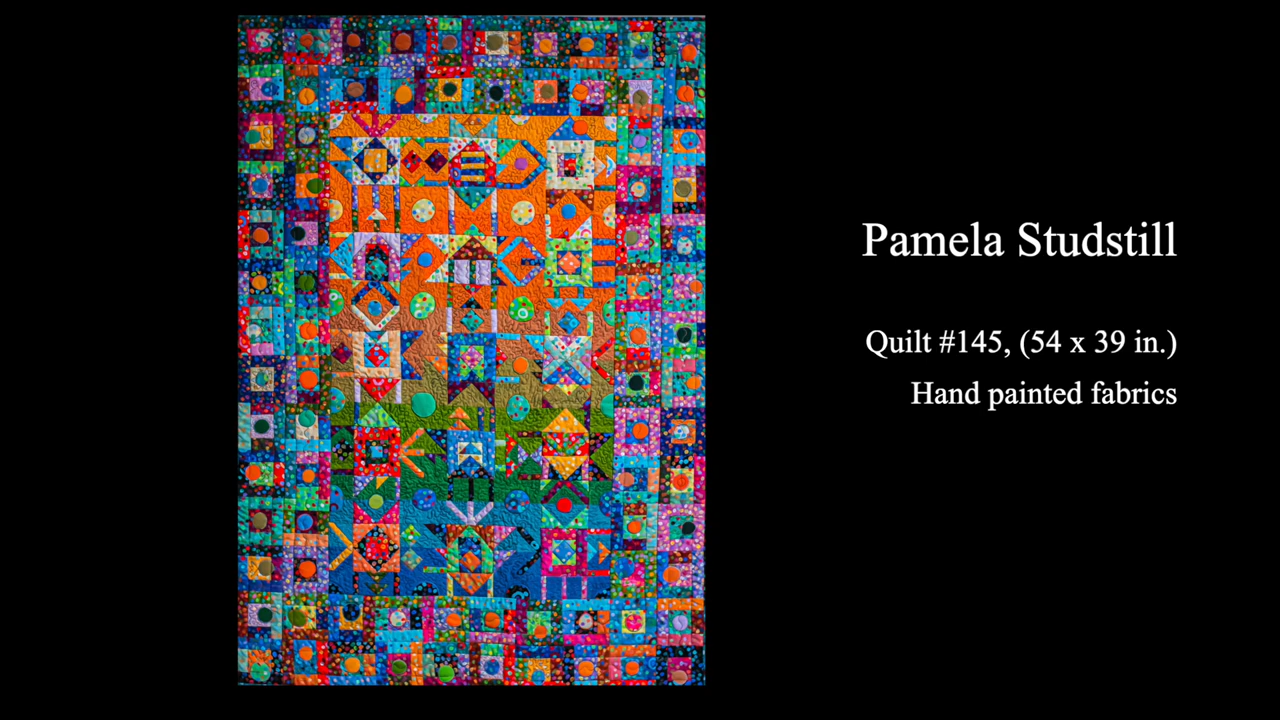 Pamela Studstill
Quilt #145, (54 x 39 in.)
Hand painted fabrics